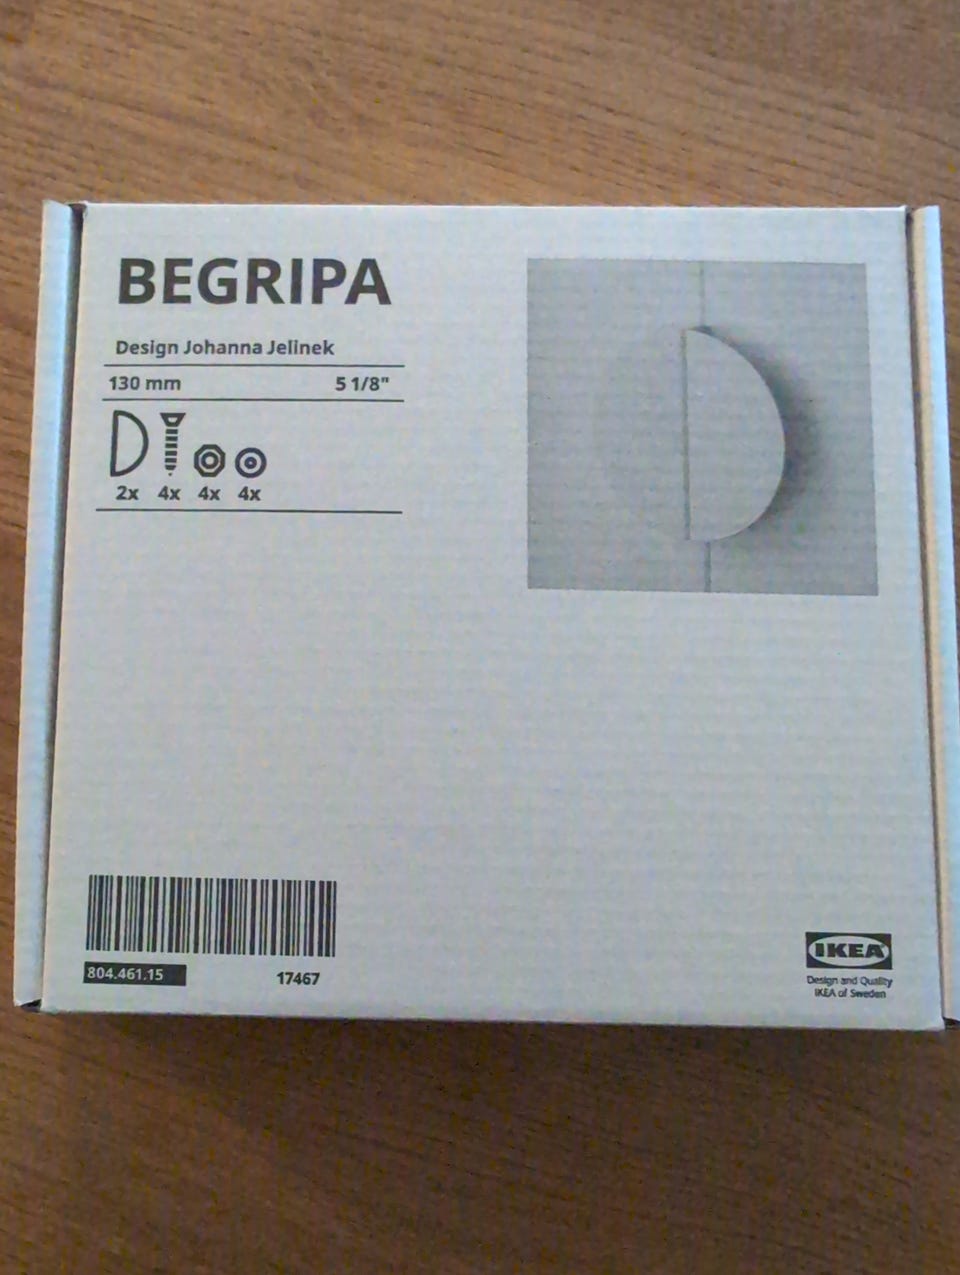 BEGRIPA
Design Johanna Jelinek
130 mm 5 1/8"
2x 4x 4x 4x
804.461.15 17467
IKEA
Design and Quality
IKEA of Sweden